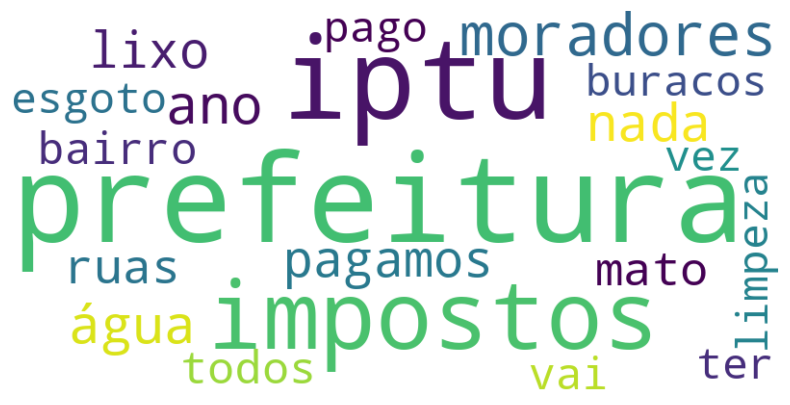 pago
moradores
lixo
iptu
buracos
esgoto
ano
nada
bairro
vez
prefeitura
limpeza
ruas
pagamos
mato
água
impostos
todos
vai
ter